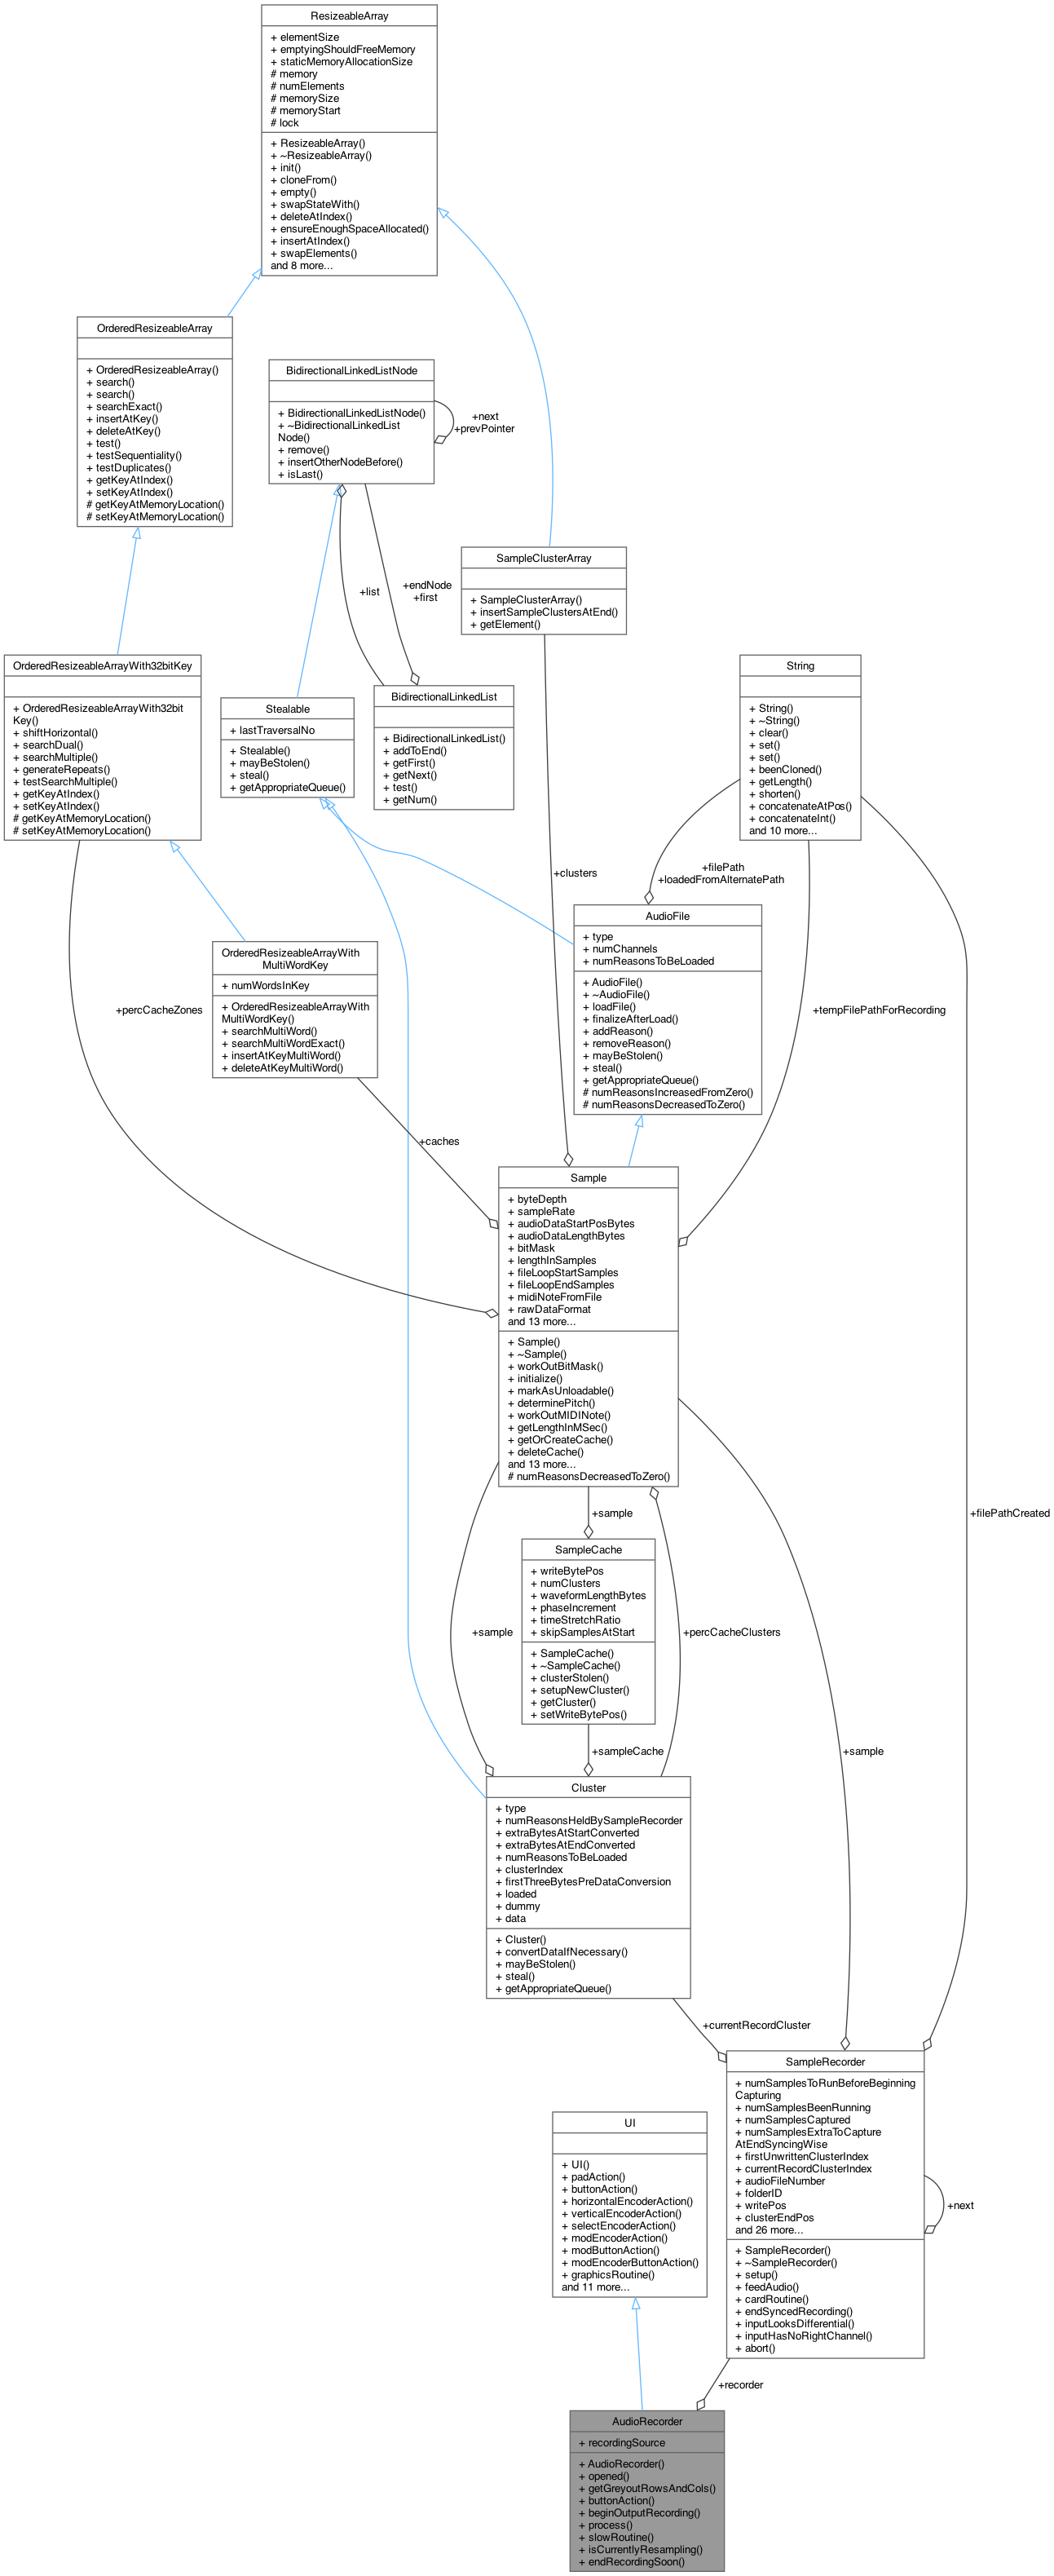 ResizeableArray
+ elementSize
+ emptyingShouldFreeMemory
+ staticMemoryAllocationSize
# memory
# numElements
# memorySize
# memoryStart
# lock
+ ResizeableArray()
+ ~ResizeableArray()
+ init()
+ cloneFrom()
+ empty()
+ swapStateWith()
+ deleteAtIndex()
+ ensureEnoughSpaceAllocated()
+ insertAtIndex()
+ swapElements()
and 8 more...
OrderedResizeableArray
+ OrderedResizeableArray()
+ search()
+ search()
+ searchExact()
+ insertAtKey()
+ deleteAtKey()
+ test()
+ testSequentiality()
+ testDuplicates()
+ getKeyAtIndex()
+ setKeyAtIndex()
# getKeyAtMemoryLocation()
# setKeyAtMemoryLocation()
BidirectionalLinkedListNode
+ BidirectionalLinkedListNode()
+ ~BidirectionalLinkedList
Node()
+ remove()
+ insertOtherNodeBefore()
+ isLast()
+next
+prevPointer
SampleClusterArray
+ SampleClusterArray()
+ insertSampleClustersAtEnd()
+ getElement()
+list
+endNode
+first
OrderedResizeableArrayWith32bitKey
+ OrderedResizeableArrayWith32bit
Key()
+ shiftHorizontal()
+ searchDual()
+ searchMultiple()
+ generateRepeats()
+ testSearchMultiple()
+ getKeyAtIndex()
+ setKeyAtIndex()
# getKeyAtMemoryLocation()
# setKeyAtMemoryLocation()
Stealable
+ lastTraversalNo
+ Stealable()
+ mayBeStolen()
+ steal()
+ getAppropriateQueue()
BidirectionalLinkedList
+ BidirectionalLinkedList()
+ addToEnd()
+ getFirst()
+ getNext()
+ test()
+ getNum()
String
+ String()
+ ~String()
+ clear()
+ set()
+ set()
+ beenCloned()
+ getLength()
+ shorten()
+ concatenateAtPos()
+ concatenateInt()
and 10 more...
+clusters
+filePath
+loadedFromAlternatePath
AudioFile
+ type
+ numChannels
+ numReasonsToBeLoaded
+ AudioFile()
+ ~AudioFile()
+ loadFile()
+ finalizeAfterLoad()
+ addReason()
+ removeReason()
+ mayBeStolen()
+ steal()
+ getAppropriateQueue()
# numReasonsIncreasedFromZero()
# numReasonsDecreasedToZero()
OrderedResizeableArrayWith
MultiWordKey
+ numWordsInKey
+ OrderedResizeableArrayWith
MultiWordKey()
+ searchMultiWord()
+ searchMultiWordExact()
+ insertAtKeyMultiWord()
+ deleteAtKeyMultiWord()
+percCacheZones
+tempFilePathForRecording
+caches
Sample
+ byteDepth
+ sampleRate
+ audioDataStartPosBytes
+ audioDataLengthBytes
+ bitMask
+ lengthInSamples
+ fileLoopStartSamples
+ fileLoopEndSamples
+ midiNoteFromFile
+ rawDataFormat
and 13 more...
+ Sample()
+ ~Sample()
+ workOutBitMask()
+ initialize()
+ markAsUnloadable()
+ determinePitch()
+ workOutMIDINote()
+ getLengthInMSec()
+ getOrCreateCache()
+ deleteCache()
and 13 more...
# numReasonsDecreasedToZero()
+sample
+filePathCreated
SampleCache
+ writeBytePos
+ numClusters
+ waveformLengthBytes
+ phaseIncrement
+ timeStretchRatio
+ skipSamplesAtStart
+ SampleCache()
+ ~SampleCache()
+ clusterStolen()
+ setupNewCluster()
+ getCluster()
+ setWriteBytePos()
+sample
+percCacheClusters
+sampleCache
+sample
Cluster
+ type
+ numReasonsHeldBySampleRecorder
+ extraBytesAtStartConverted
+ extraBytesAtEndConverted
+ numReasonsToBeLoaded
+ clusterIndex
+ firstThreeBytesPreDataConversion
+ loaded
+ dummy
+ data
+ Cluster()
+ convertDataIfNecessary()
+ mayBeStolen()
+ steal()
+ getAppropriateQueue()
+currentRecordCluster
SampleRecorder
+ numSamplesToRunBeforeBeginning
Capturing
+ numSamplesBeenRunning
+ numSamplesCaptured
+ numSamplesExtraToCapture
AtEndSyncingWise
+ firstUnwrittenClusterIndex
+ currentRecordClusterIndex
+ audioFileNumber
+ folderID
+ writePos
+ clusterEndPos
and 26 more...
+ SampleRecorder()
+ ~SampleRecorder()
+ setup()
+ feedAudio()
+ cardRoutine()
+ endSyncedRecording()
+ inputLooksDifferential()
+ inputHasNoRightChannel()
+ abort()
+next
UI
+ UI()
+ padAction()
+ buttonAction()
+ horizontalEncoderAction()
+ verticalEncoderAction()
+ selectEncoderAction()
+ modEncoderAction()
+ modButtonAction()
+ modEncoderButtonAction()
+ graphicsRoutine()
and 11 more...
+recorder
AudioRecorder
+ recordingSource
+ AudioRecorder()
+ opened()
+ getGreyoutRowsAndCols()
+ buttonAction()
+ beginOutputRecording()
+ process()
+ slowRoutine()
+ isCurrentlyResampling()
+ endRecordingSoon()